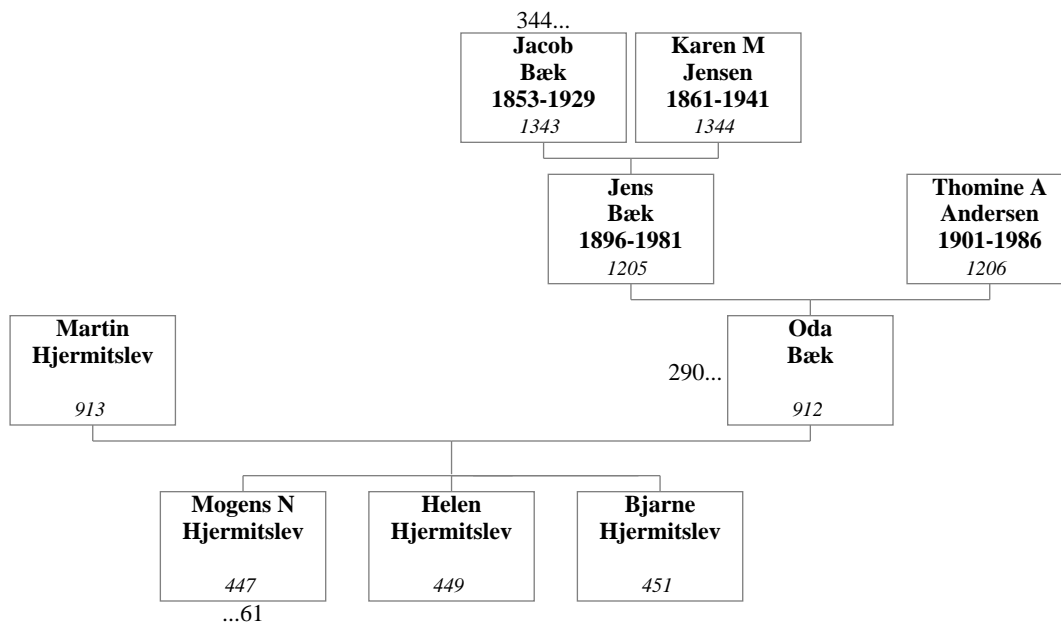 344...
Jacob
Bæk
1853-1929
1343
Karen M
Jensen
1861-1941
1344
Jens
Bæk
1896-1981
1205
Thomine A
Andersen
1901-1986
1206
Martin
Hjermitslev
913
290...
Oda
Bæk
912
Mogens N
Hjermitslev
447
...61
Helen
Hjermitslev
449
Bjarne
Hjermitslev
451